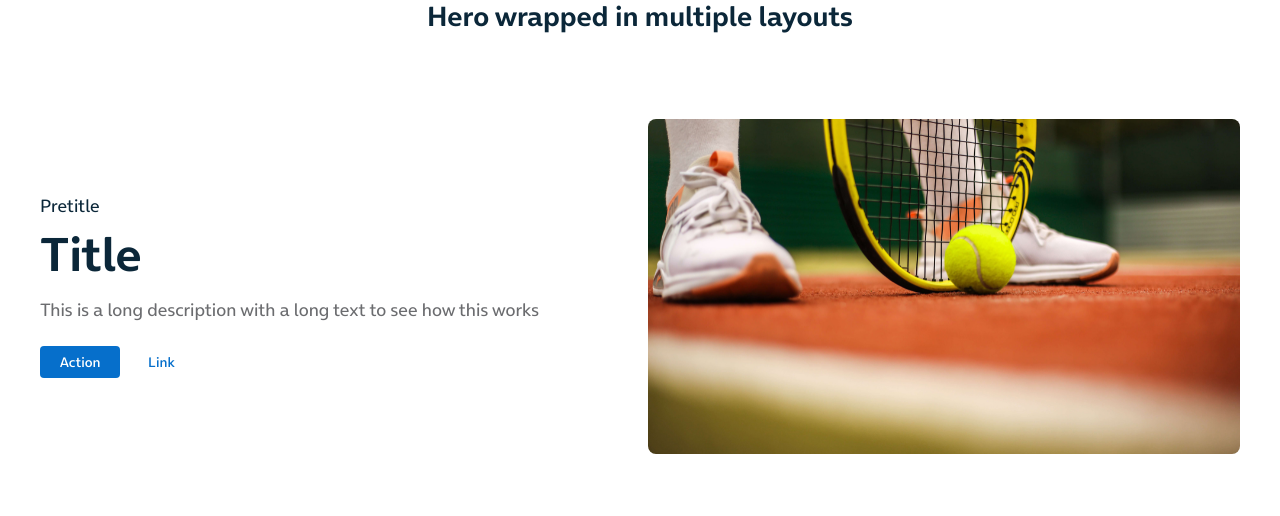 Hero wrapped in multiple layouts
Pretitle
Title
This is a long description with a long text to see how this works
Action
Link